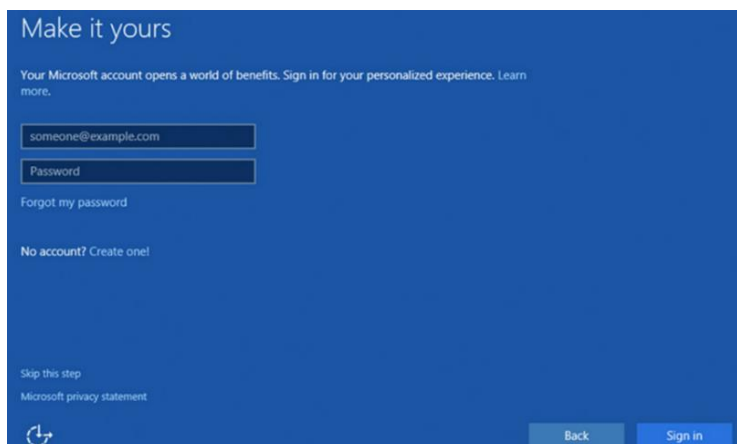 Make it yours
Your Microsoft account opens a world of benefits. Sign in for your personalized experience. Learn
more.
someone@example.com
Password
Forgot my password
No account? Create one!
Skip this step
Microsoft privacy statement
Back
Sign in